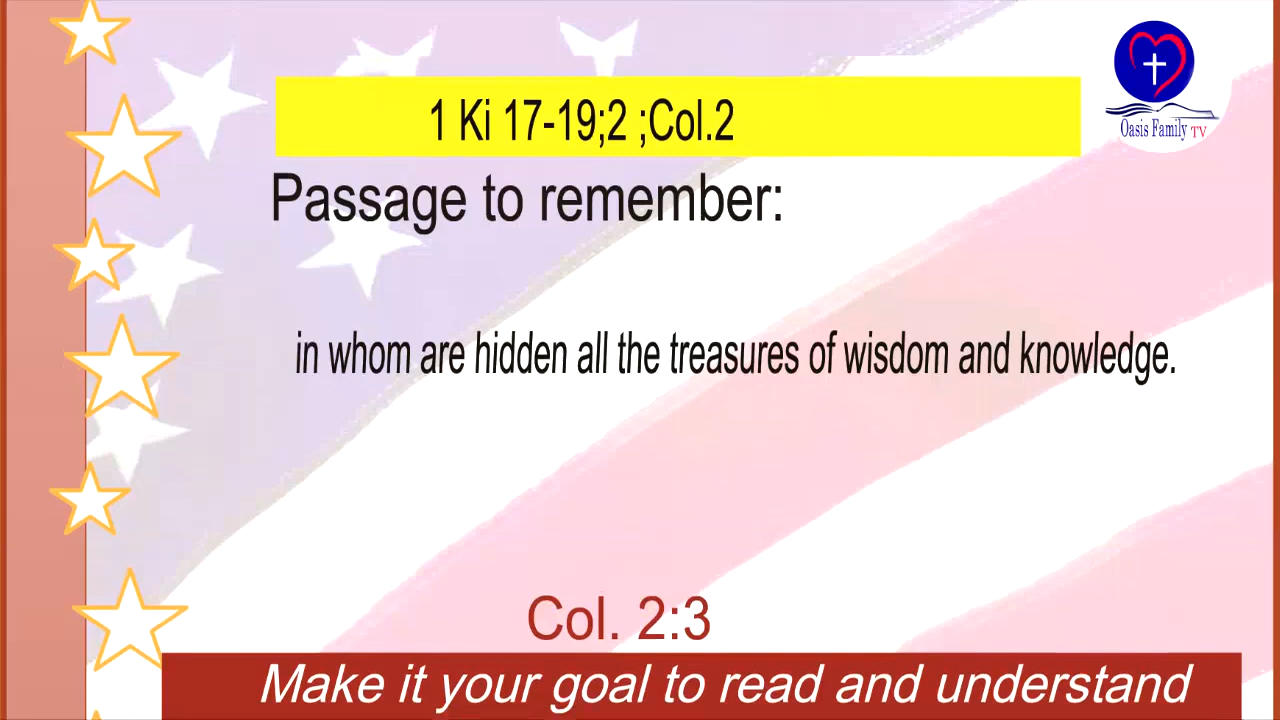 1 Ki 17-19;2 ;Col.2
Oasis Family TV
Passage to remember:
in whom are hidden all the treasures of wisdom and knowledge.
Col. 2:3
Make it your goal to read and understand